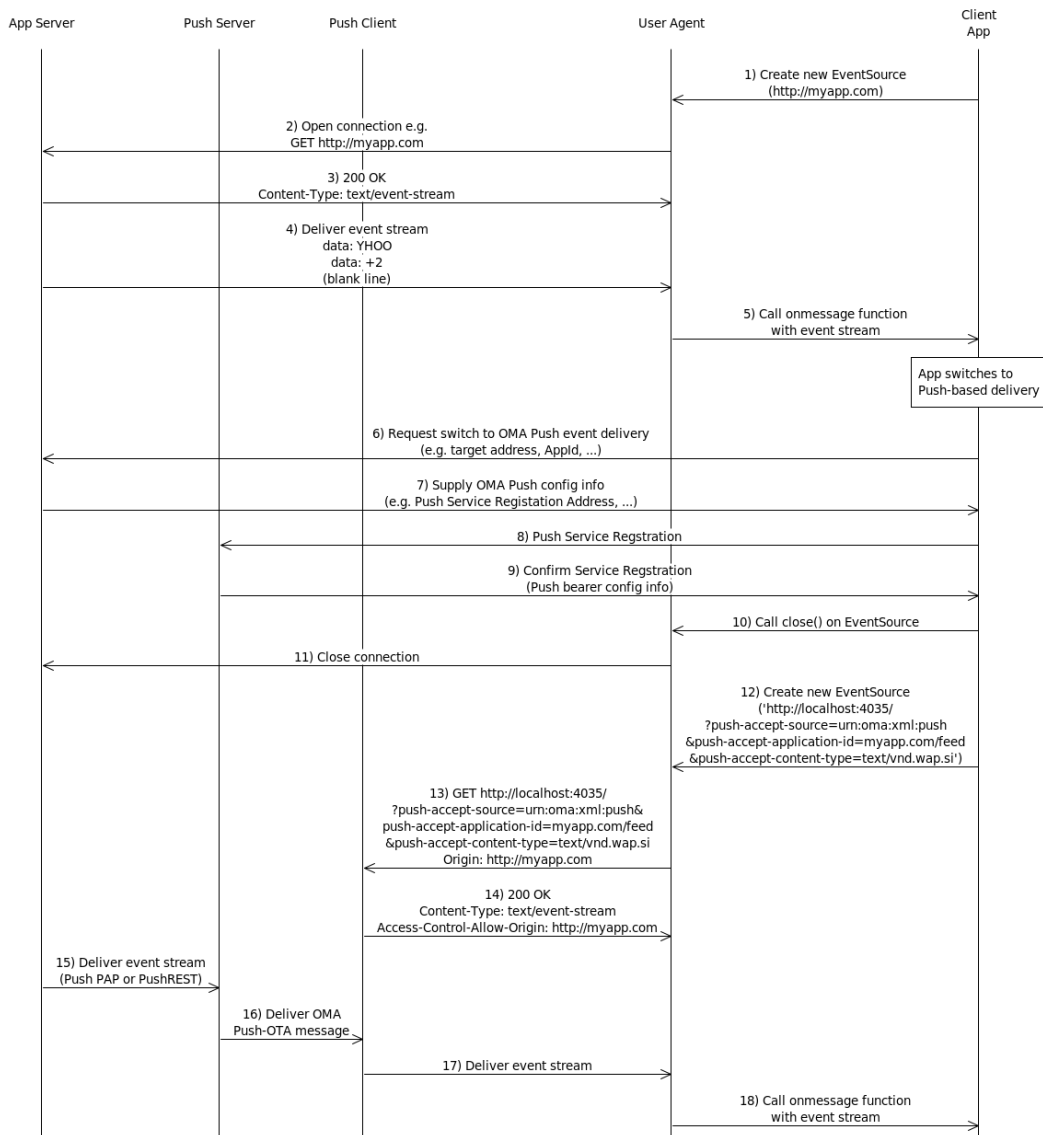 App Server
Push Server
Push Client
User Agent
Client
App
1) Create new EventSource
(http://myapp.com)
2) Open connection e.g.
GET http://myapp.com
3) 200 OK
Content-Type: text/event-stream
4) Deliver event stream
data: YHOO
data: +2
(blank line)
5) Call onmessage function
with event stream
App switches to
Push-based delivery
6) Request switch to OMA Push event delivery
(e.g. target address, AppId, ...)
7) Supply OMA Push config info
(e.g. Push Service Registation Address, ...)
8) Push Service Regstration
9) Confirm Service Regstration
(Push bearer config info)
10) Call close() on EventSource
11) Close connection
12) Create new EventSource
('http://localhost:4035/
?push-accept-source=urn:oma:xml:push
&push-accept-application-id=myapp.com/feed
&push-accept-content-type=text/vnd.wap.si')
13) GET http://localhost:4035/
?push-accept-source=urn:oma:xml:push&
push-accept-application-id=myapp.com/feed
&push-accept-content-type=text/vnd.wap.si
Origin: http://myapp.com
14) 200 OK
Content-Type: text/event-stream
Access-Control-Allow-Origin: http://myapp.com
15) Deliver event stream
(Push PAP or PushREST)
16) Deliver OMA
Push-OTA message
17) Deliver event stream
18) Call onmessage function
with event stream